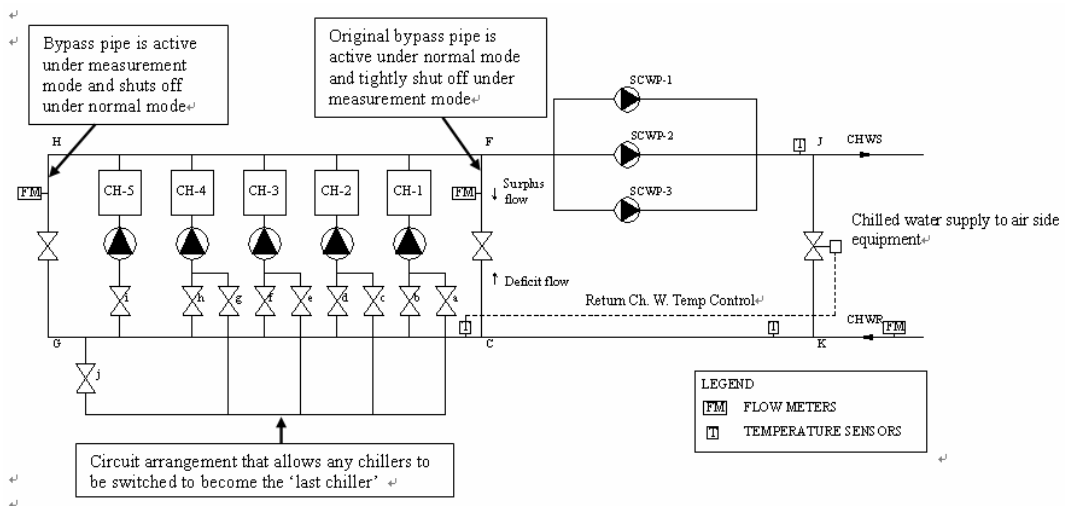 Bypass pipe is active
under measurement
mode and shuts off
under normal mode↵
Original bypass pipe is
active under normal mode
and tightly shut off under
measurement mode↵
SCWP-1
SCWP-2
SCWP-3
H
F
J
CHWS
T
FM
CH-5
CH-4
CH-3
CH-2
CH-1
FM
↓ Surplus
flow
Chilled water supply to air side
equipment↵
↑ Deficit flow
i
h
g
f
e
d
c
b
a
Return Ch. W. Temp Control↵
T
T
CHWR
FM
G
C
K
j
LEGEND
FM FLOW METERS
T TEMPERATURE SENSORS
Circuit arrangement that allows any chillers to
be switched to become the ‘last chiller’ ↵